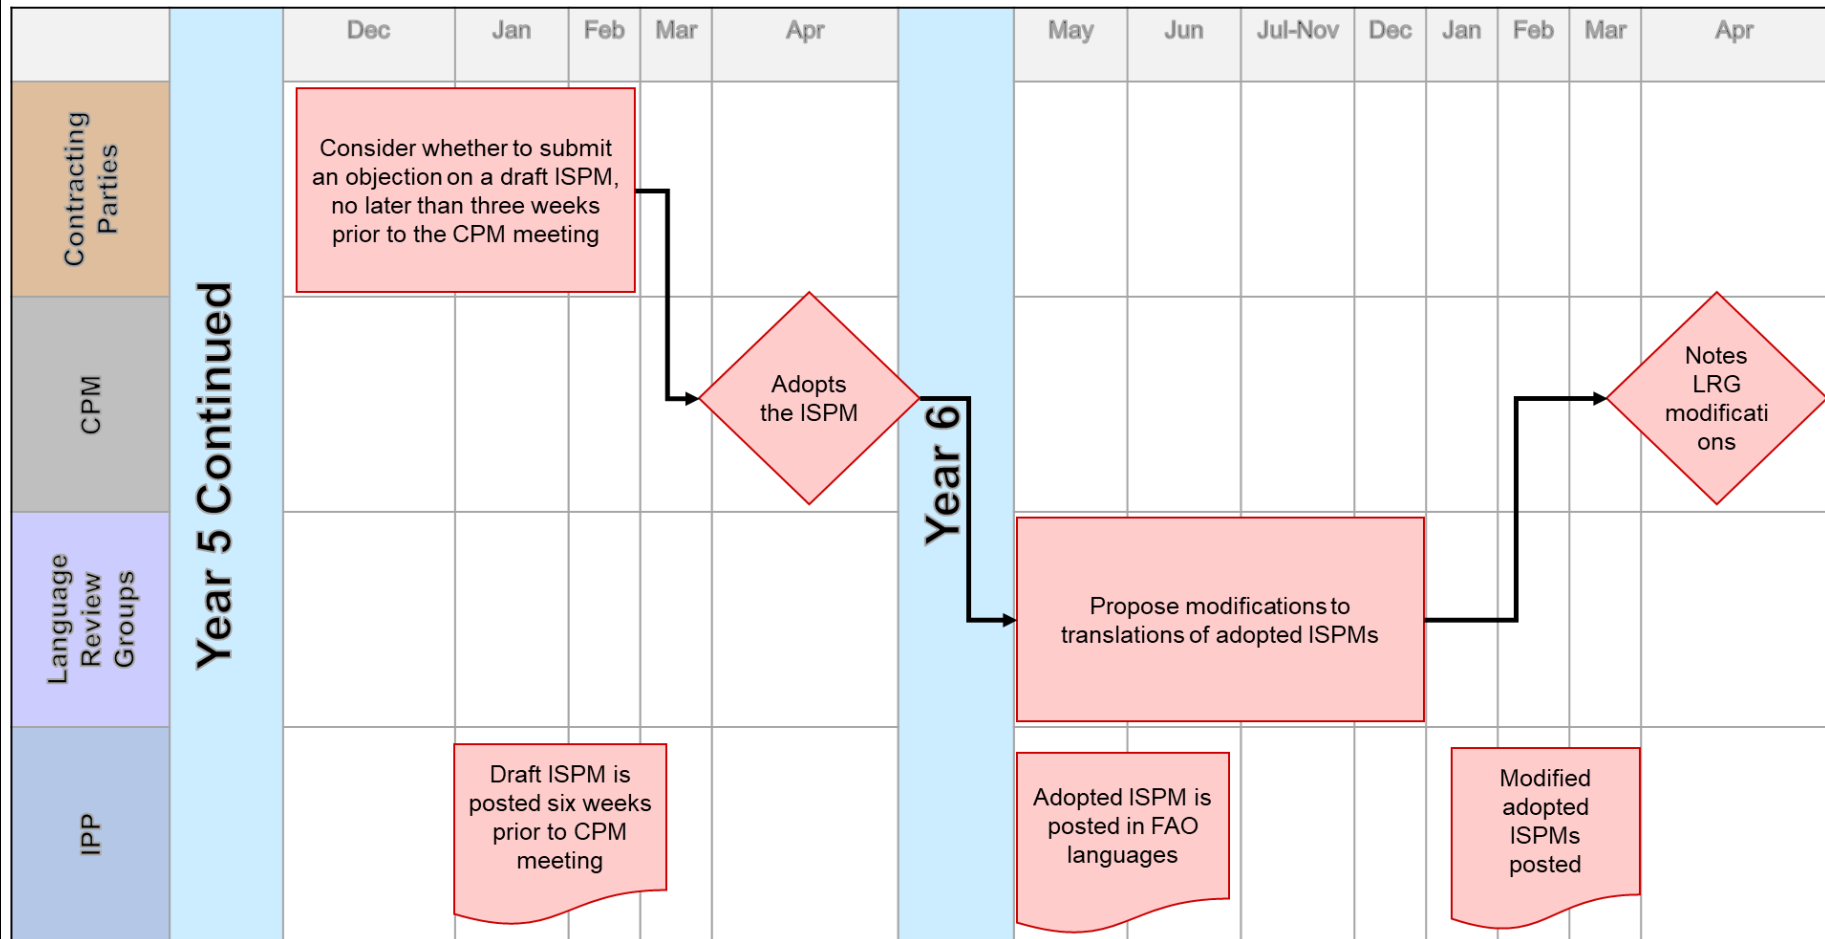 Dec
Jan
Feb
Mar
Apr
May
Jun
Jul-Nov
Dec
Jan
Feb
Mar
Apr
Contracting
Parties
Year 5 Continued
Consider whether to submit
an objection on a draft ISPM,
no later than three weeks
prior to the CPM meeting
CPM
Adopts
the ISPM
Year 6
Notes
LRG
modificati
ons
Language
Review
Groups
Propose modifications to
translations of adopted ISPMs
IPP
Draft ISPM is
posted six weeks
prior to CPM
meeting
Adopted ISPM is
posted in FAO
languages
Modified
adopted
ISPMs
posted